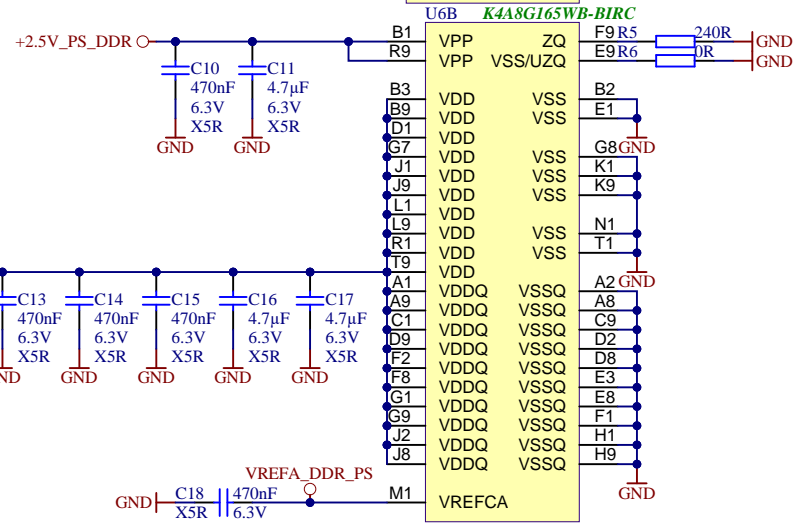 U6B K4A8G165WB-BIRC
+2.5V_PS_DDR B1 VPP ZQ F9 R5 240R GND
R9 VPP VSS/UZQ E9 R6 0R GND
C10 C11
470nF 4.7µF
6.3V 6.3V
X5R X5R
GND GND
B3 VDD VSS B2
B9 VDD VSS E1
D1 VDD GND
G7 VDD VSS G8
J1 VDD VSS K1
J9 VDD VSS K9
L1 VDD
L9 VDD VSS N1
R1 VDD VSS T1
T9 VDD GND
A1 VDDQ VSSQ A2
A9 VDDQ VSSQ A8
C1 VDDQ VSSQ C9
D9 VDDQ VSSQ D2
F2 VDDQ VSSQ D8
F8 VDDQ VSSQ E3
G1 VDDQ VSSQ E8
G9 VDDQ VSSQ F1
J2 VDDQ VSSQ H1
J8 VDDQ VSSQ H9
GND
C13 C14 C15 C16 C17
470nF 470nF 470nF 4.7µF 4.7µF
6.3V 6.3V 6.3V 6.3V 6.3V
X5R X5R X5R X5R X5R
ND GND GND GND GND
VREFA_DDR_PS
GND C18 470nF M1 VREFCA
X5R 6.3V